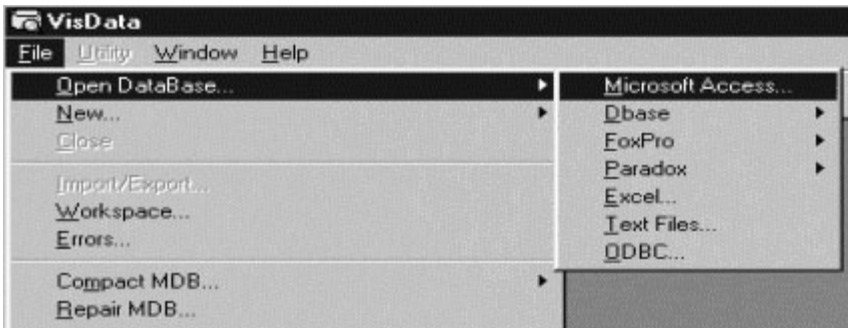 VisData
File Utility Window Help
Open DataBase...
New...
Close
Import/Export...
Workspace...
Errors...
Compact MDB...
Repair MDB...
Microsoft Access...
Dbase
FoxPro
Paradox
Excel...
Text Files...
ODBC...